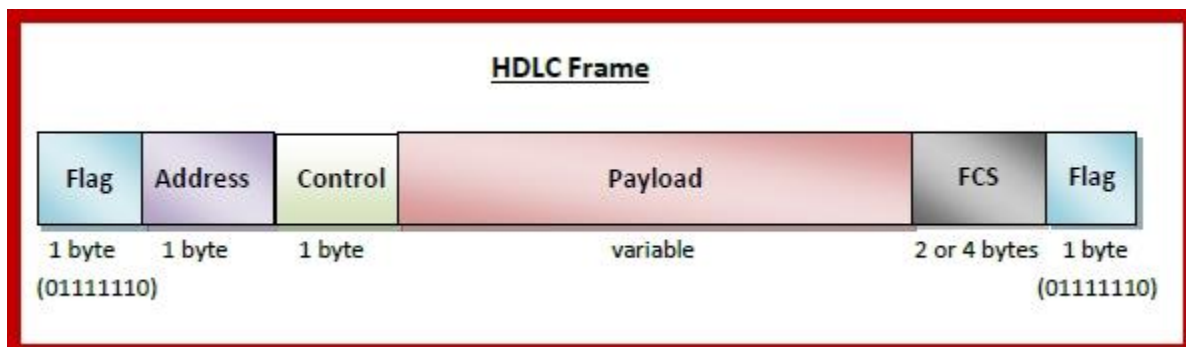 HDLC Frame
Flag Address Control Payload FCS Flag
1 byte 1 byte 1 byte variable 2 or 4 bytes 1 byte
(01111110) (01111110)